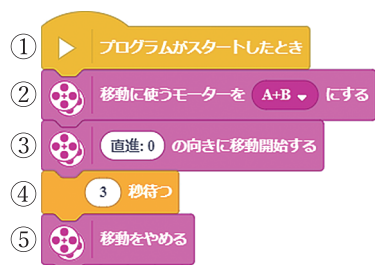 ① プログラムがスタートしたとき
② 移動に使うモーターを A+B にする
③ 直進: 0 の向きに移動開始する
④ 3 秒待つ
⑤ 移動をやめる